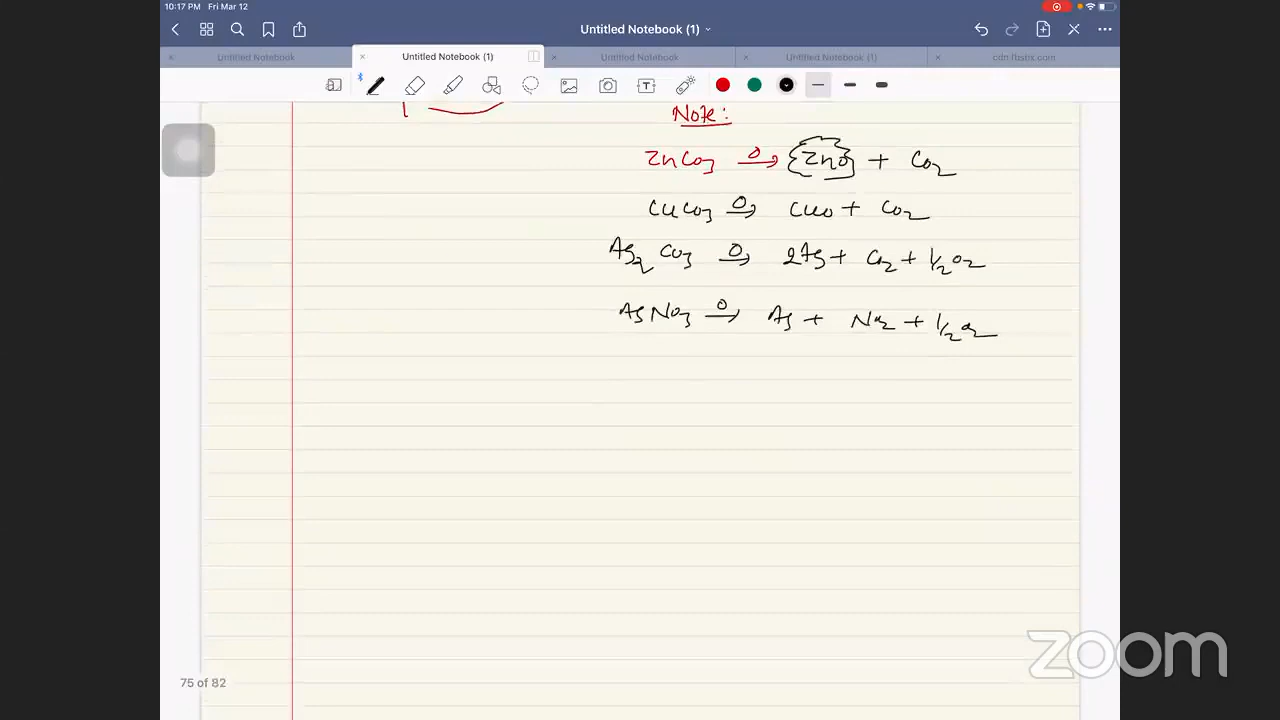 10:17 PM Fri Mar 12
Untitled Notebook (1)
Untitled Notebook
Untitled Notebook (1)
Untitled Notebook
Untitled Notebook (1)
cdn.fbsbx.com
Note:
ZnCO3 Δ→ ZnO + CO2
CuCO3 Δ→ CuO + CO2
Ag2CO3 Δ→ 2Ag + CO2 + 1/2O2
AgNO3 Δ→ Ag + NO2 + 1/2O2
75 of 82
zoom